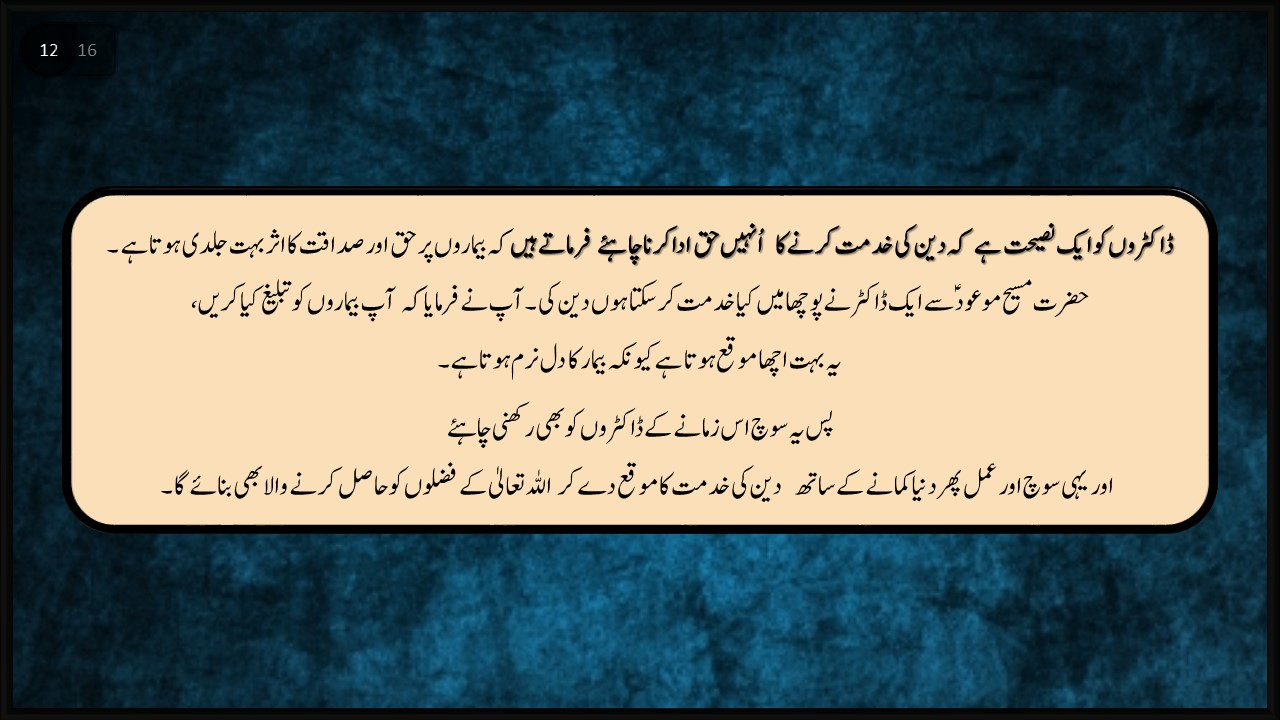 12 16
ڈاکٹروں کو ایک نصیحت ہے کہ دین کی خدمت کرنے کا اُنہیں حق ادا کرنا چاہئے فرماتے ہیں کہ بیماروں پر حق اور صداقت کا اثر بہت جلدی ہوتا ہے ۔
حضرت مسیح موعودؑ سے ایک ڈاکٹر نے پوچھا میں کیا خدمت کر سکتا ہوں دین کی۔ آپ نے فرمایا کہ آپ بیماروں کو تبلیغ کیا کریں،
یہ بہت اچھا موقع ہوتا ہے کیونکہ بیمار کا دل نرم ہوتا ہے۔
پس یہ سوچ اس زمانے کے ڈاکٹروں کو بھی رکھنی چاہئے
اور یہی سوچ اور عمل پھر دنیا کمانے کے ساتھ دین کی خدمت کا موقع دے کر اللہ تعالیٰ کے فضلوں کو حاصل کرنے والا بھی بنائے گا۔